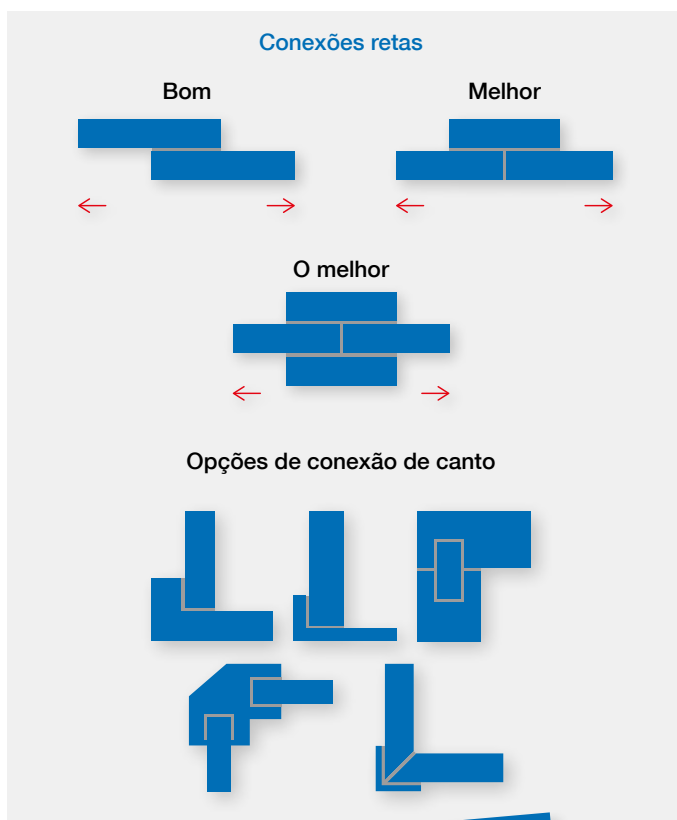 Conexões retas
Bom
Melhor
O melhor
Opções de conexão de canto